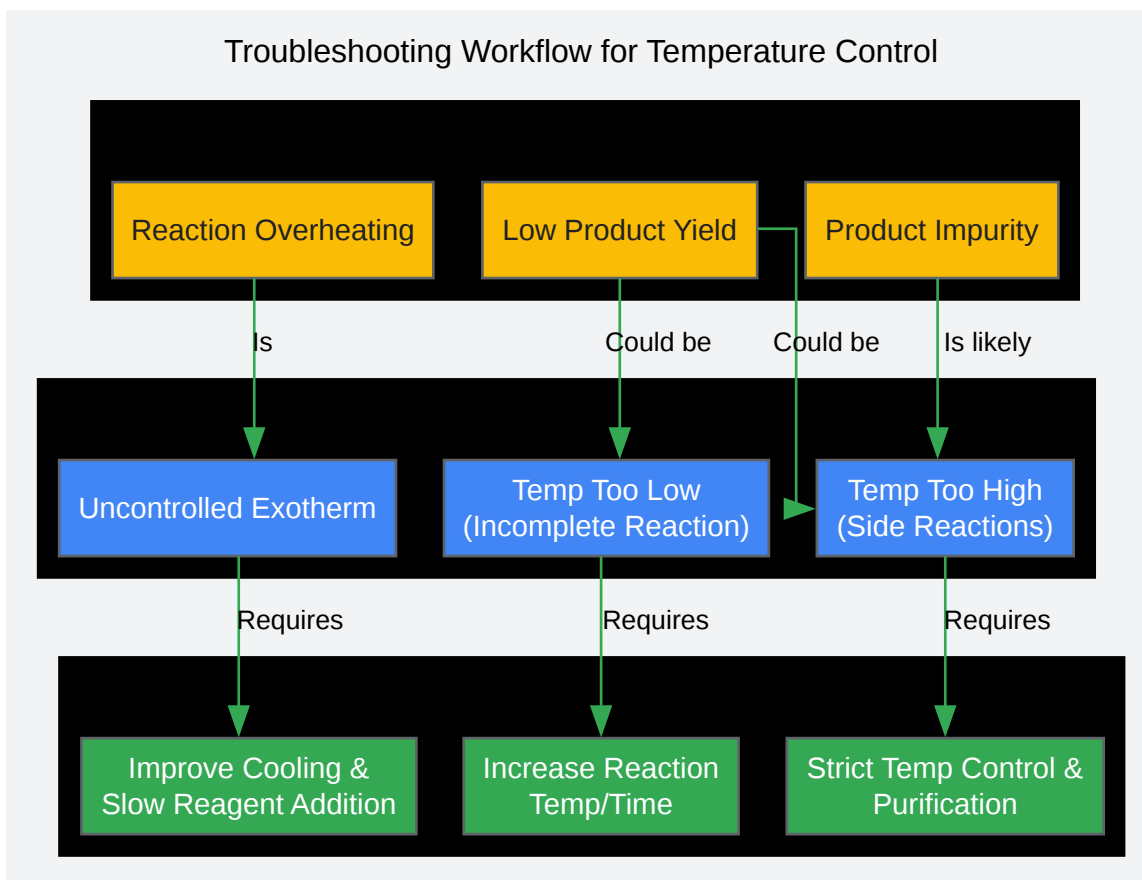 Troubleshooting Workflow for Temperature Control
Reaction Overheating
Low Product Yield
Product Impurity
Is
Could be
Could be
Is likely
Uncontrolled Exotherm
Temp Too Low
(Incomplete Reaction)
Temp Too High
(Side Reactions)
Requires
Requires
Requires
Improve Cooling &
Slow Reagent Addition
Increase Reaction
Temp/Time
Strict Temp Control &
Purification